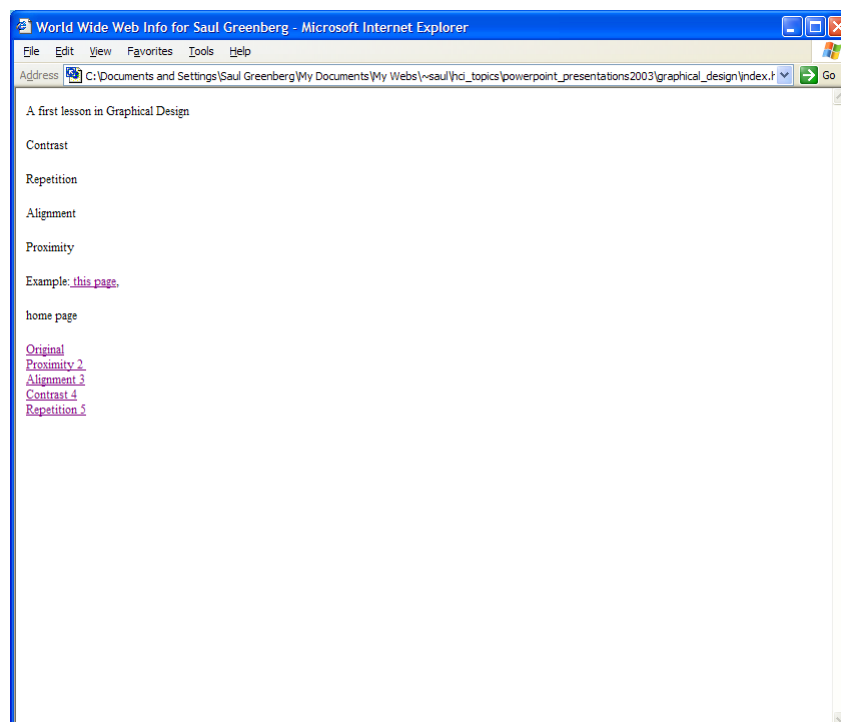 World Wide Web Info for Saul Greenberg - Microsoft Internet Explorer
File Edit View Favorites Tools Help
Address C:\Documents and Settings\Saul Greenberg\My Documents\My Webs\~saul\hci_topics\powerpoint_presentations2003\graphical_design\index.h Go
A first lesson in Graphical Design
Contrast
Repetition
Alignment
Proximity
Example: this page,
home page
Original
Proximity 2
Alignment 3
Contrast 4
Repetition 5